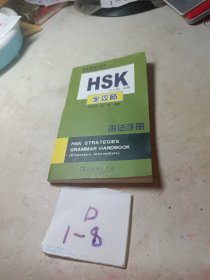 HSK
全攻略
语法手册
HSK STRATEGIES
GRAMMAR HANDBOOK
(Elementary-Intermediate)
D
1-8